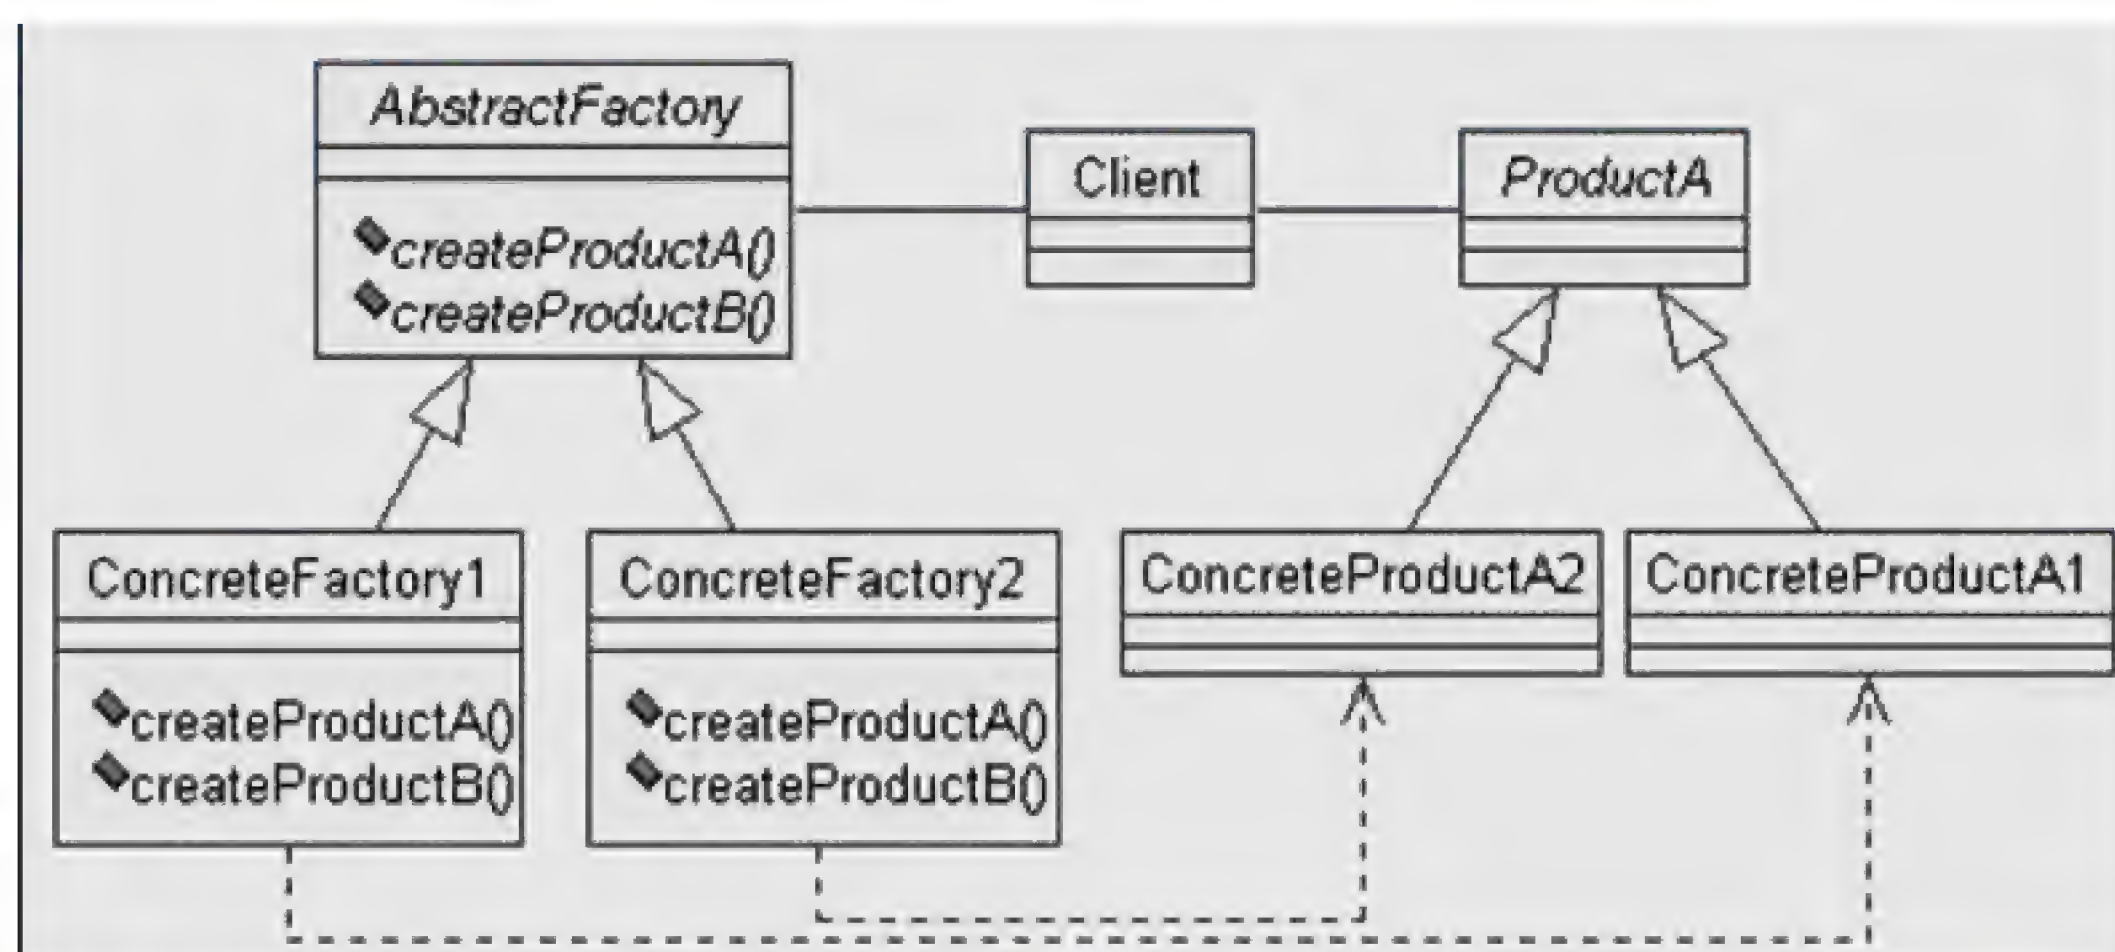 AbstractFactory
createProductA()
createProductB()
Client
ProductA
ConcreteFactory1
createProductA()
createProductB()
ConcreteFactory2
createProductA()
createProductB()
ConcreteProductA2
ConcreteProductA1